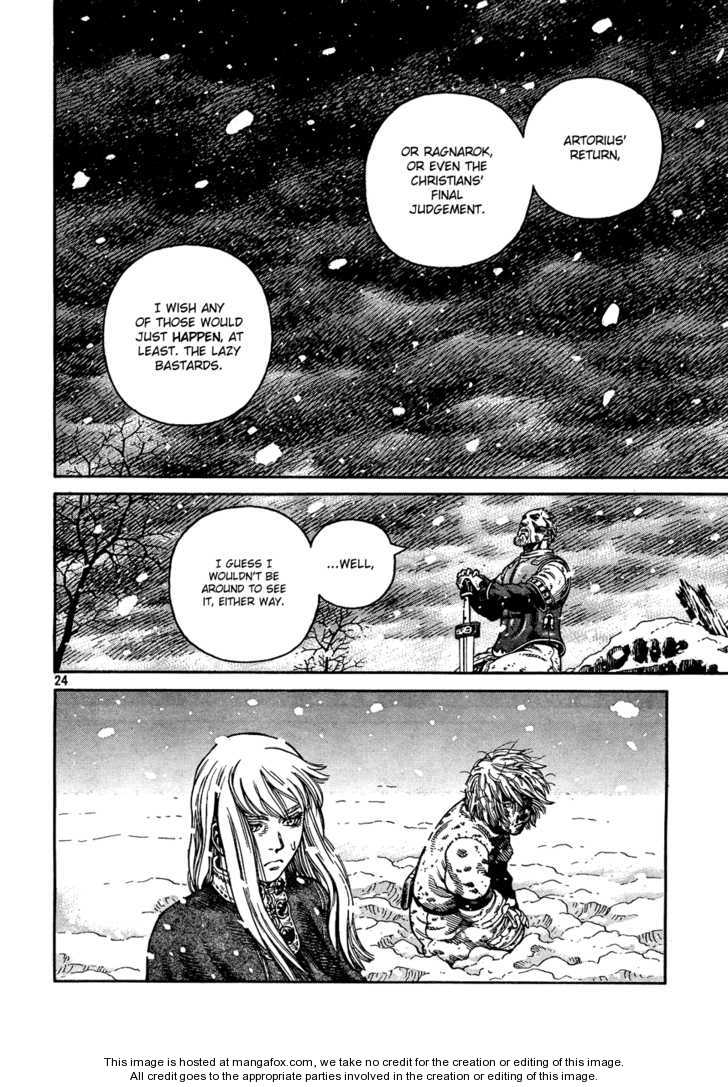 ARTORIUS'
RETURN,
OR RAGNAROK,
OR EVEN THE
CHRISTIANS'
FINAL
JUDGEMENT.
I WISH ANY
OF THOSE WOULD
JUST HAPPEN, AT
LEAST. THE LAZY
BASTARDS.
...WELL,
I GUESS I
WOULDN'T BE
AROUND TO SEE
IT, EITHER WAY.
24
This image is hosted at mangafox.com, we take no credit for the creation or editing of this image.
All credit goes to the appropriate parties involved in the creation or editing of this image.